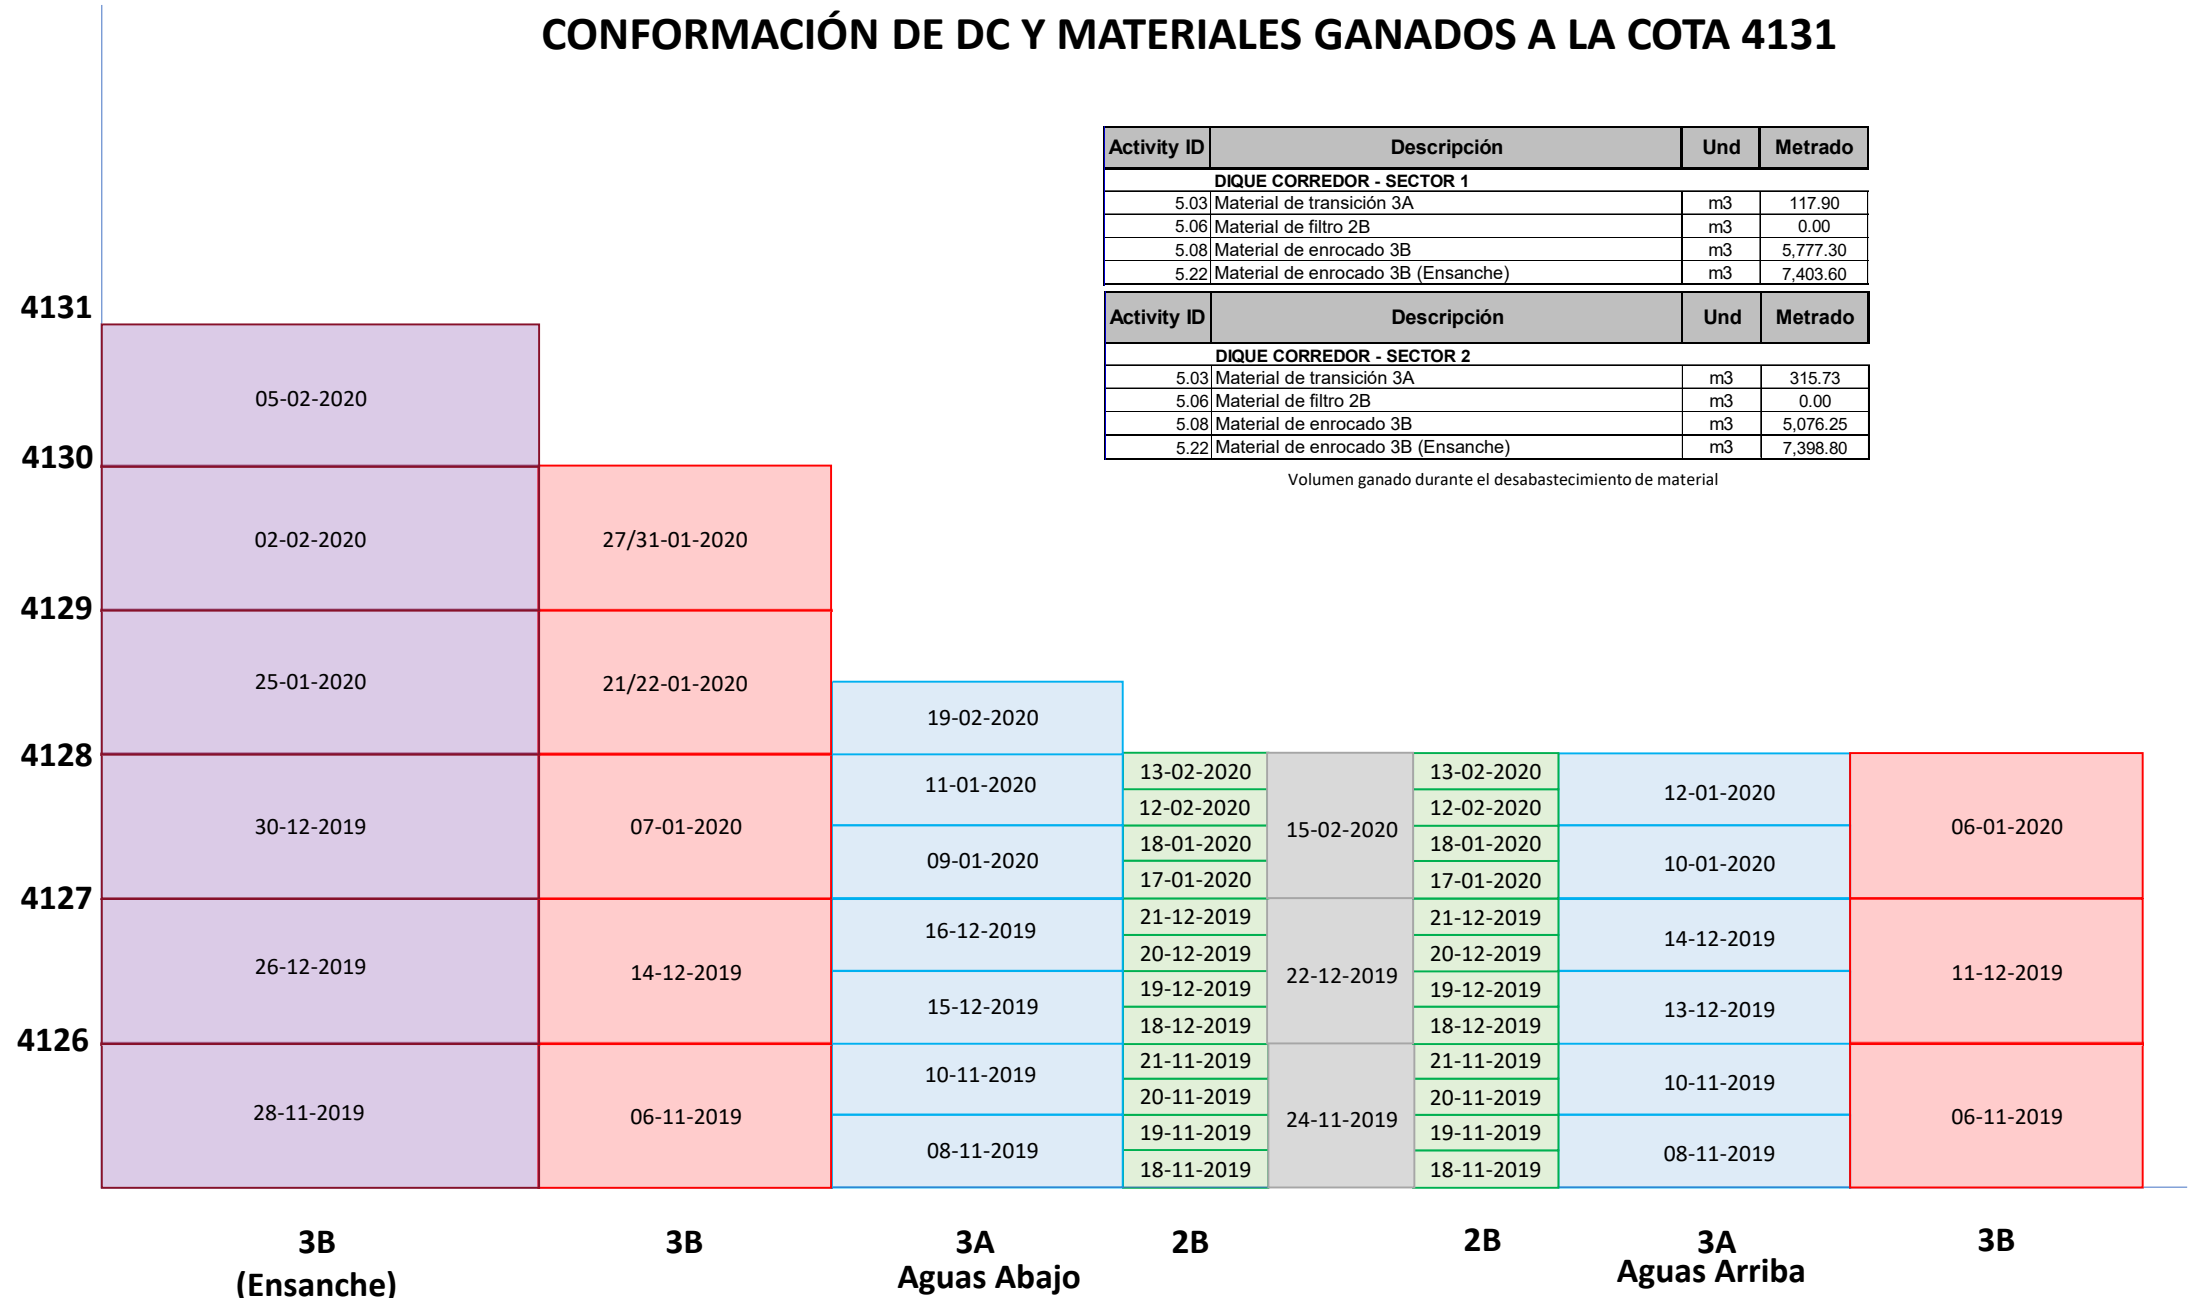 CONFORMACIÓN DE DC Y MATERIALES GANADOS A LA COTA 4131
Activity ID Descripción Und Metrado
DIQUE CORREDOR - SECTOR 1
5.03 Material de transición 3A m3 117.90
5.06 Material de filtro 2B m3 0.00
5.08 Material de enrocado 3B m3 5,777.30
5.22 Material de enrocado 3B (Ensanche) m3 7,403.60
Activity ID Descripción Und Metrado
DIQUE CORREDOR - SECTOR 2
5.03 Material de transición 3A m3 315.73
5.06 Material de filtro 2B m3 0.00
5.08 Material de enrocado 3B m3 5,076.25
5.22 Material de enrocado 3B (Ensanche) m3 7,398.80
Volumen ganado durante el desabastecimiento de material
4131
4130
4129
4128
4127
4126
05-02-2020
02-02-2020
25-01-2020
30-12-2019
26-12-2019
28-11-2019
27/31-01-2020
21/22-01-2020
07-01-2020
14-12-2019
06-11-2019
19-02-2020
11-01-2020
09-01-2020
16-12-2019
15-12-2019
10-11-2019
08-11-2019
13-02-2020
12-02-2020
18-01-2020
17-01-2020
21-12-2019
20-12-2019
19-12-2019
18-12-2019
21-11-2019
20-11-2019
19-11-2019
18-11-2019
15-02-2020
22-12-2019
24-11-2019
13-02-2020
12-02-2020
18-01-2020
17-01-2020
21-12-2019
20-12-2019
19-12-2019
18-12-2019
21-11-2019
20-11-2019
19-11-2019
18-11-2019
12-01-2020
10-01-2020
14-12-2019
13-12-2019
10-11-2019
08-11-2019
06-01-2020
11-12-2019
06-11-2019
3B
(Ensanche)
3B
3A
Aguas Abajo
2B
2B
3A
Aguas Arriba
3B